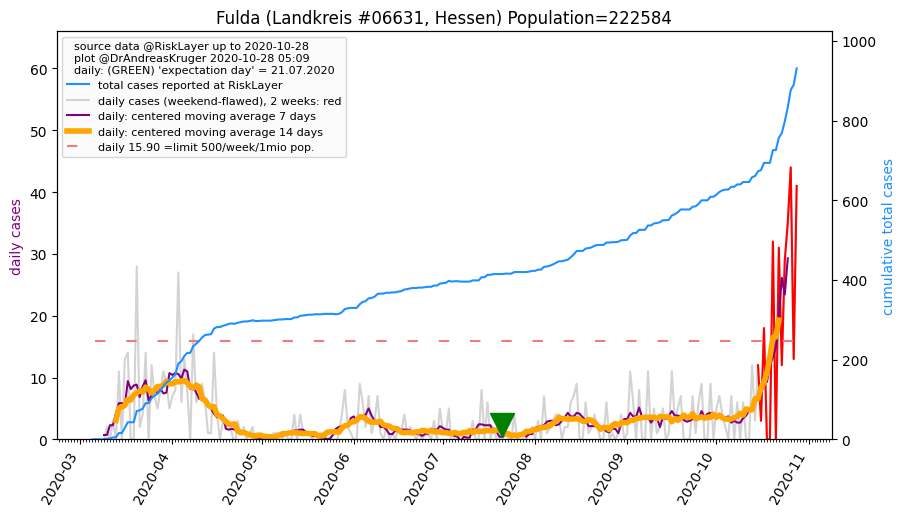 Fulda (Landkreis #06631, Hessen) Population=222584
source data @RiskLayer up to 2020-10-28
plot @DrAndreasKruger 2020-10-28 05:09
daily: (GREEN) 'expectation day' = 21.07.2020
total cases reported at RiskLayer
daily cases (weekend-flawed), 2 weeks: red
daily: centered moving average 7 days
daily: centered moving average 14 days
daily 15.90 =limit 500/week/1mio pop.
daily cases
60
50
40
30
20
10
0
cumulative total cases
1000
800
600
400
200
0
2020-03
2020-04
2020-05
2020-06
2020-07
2020-08
2020-09
2020-10
2020-11